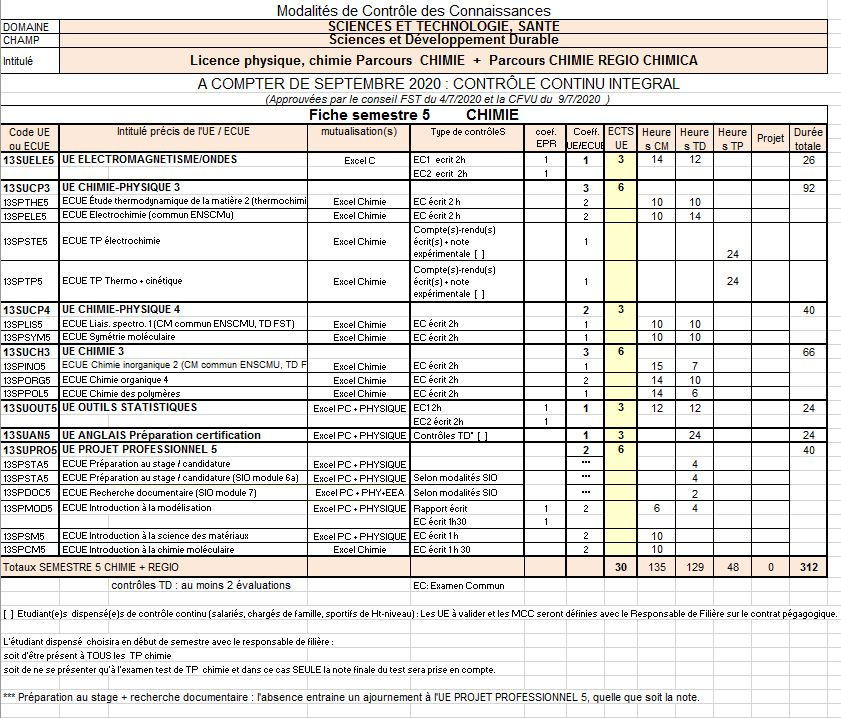 Modalités de Contrôle des Connaissances
DOMAINE SCIENCES ET TECHNOLOGIE, SANTE
CHAMP Sciences et Développement Durable
Intitulé Licence physique, chimie Parcours CHIMIE + Parcours CHIMIE REGIO CHIMICA
A COMPTER DE SEPTEMBRE 2020 : CONTRÔLE CONTINU INTEGRAL
(Approuvées par le conseil FST du 4/7/2020 et la CFVU du 9/7/2020 )
Fiche semestre 5 CHIMIE
Code UE ou ECUE Intitulé précis de l'UE / ECUE mutualisation(s) Type de contrôleS coef. EPR Coeff. UE/ECUE ECTS UE Heures CM Heures TD Heures TP Projet Durée totale
13SUELE5 UE ELECTROMAGNETISME/ONDES Excel C EC1 ecrit 2h 1 1 3 14 12 26
EC2 ecrit 2h 1
13SUCP3 UE CHIMIE-PHYSIQUE 3 3 6 92
13SPTHE5 ECUE Étude thermodynamique de la matière 2 (thermochimi Excel Chimie EC écrit 2 h 2 10 10
13SPELE5 ECUE Electrochimie (commun ENSCMu) Excel Chimie EC écrit 2h 2 10 14
13SPSTE5 ECUE TP électrochimie Excel Chimie Compte(s)-rendu(s) écrit(s) + note expérimentale [ ] 1 24
13SPTP5 ECUE TP Thermo + cinétique Excel Chimie Compte(s)-rendu(s) écrit(s) + note expérimentale [ ] 1 24
13SUCP4 UE CHIMIE-PHYSIQUE 4 2 3 40
13SPLIS5 ECUE Liais. spectro. 1 (CM commun ENSCMU, TD FST) Excel Chimie EC écrit 2h 1 10 10
13SPSYM5 ECUE Symétrie moléculaire Excel Chimie EC écrit 2h 1 10 10
13SUCH3 UE CHIMIE 3 3 6 66
13SPINO5 ECUE Chimie inorganique 2 (CM commun ENSCMU, TD F Excel Chimie EC écrit 2h 1 15 7
13SPORG5 ECUE Chimie organique 4 Excel Chimie EC écrit 2h 2 14 10
13SPPOL5 ECUE Chimie des polymères Excel Chimie EC écrit 2h 1 14 6
13SUOUT5 UE OUTILS STATISTIQUES Excel PC + PHYSIQUE EC1 2h 1 1 3 12 12 24
EC2 écrit 2h 1
13SUAN5 UE ANGLAIS Préparation certification Excel PC + PHYSIQUE Contrôles TD* [ ] 1 3 24 24
13SUPRO5 UE PROJET PROFESSIONNEL 5 2 6 40
13SPSTA5 ECUE Préparation au stage / candidature Excel PC + PHYSIQUE *** 4
13SPSTA5 ECUE Préparation au stage / candidature (SIO module 6a) Excel PC + PHYSIQUE Selon modalités SIO *** 4
13SPDOC5 ECUE Recherche documentaire (SIO module 7) Excel PC + PHY+EEA Selon modalités SIO *** 2
13SPMOD5 ECUE Introduction à la modélisation Excel PC + PHYSIQUE Rapport écrit 1 2 6 4
EC écrit 1h30 1
13SPSM5 ECUE Introduction à la science des matériaux Excel PC + PHYSIQUE EC écrit 1 h 2 10
13SPCM5 ECUE Introduction à la chimie moléculaire Excel Chimie EC écrit 1h 30 2 10
Totaux SEMESTRE 5 CHIMIE + REGIO 30 135 129 48 0 312
contrôles TD : au moins 2 évaluations EC: Examen Commun
[ ] Etudiant(e)s dispensé(e)s de contrôle continu (salariés, chargés de famille, sportifs de Ht-niveau) : Les UE à valider et les MCC seront définies avec le Responsable de Filière sur le contrat pégagogique.
L'étudiant dispensé choisira en début de semestre avec le responsable de filière :
soit d'être présent à TOUS les TP chimie
soit de ne se présenter qu'à l'examen test de TP chimie et dans ce cas SEULE la note finale du test sera prise en compte.
*** Préparation au stage + recherche documentaire : l'absence entraine un ajournement à l'UE PROJET PROFESSIONNEL 5, quelle que soit la note.